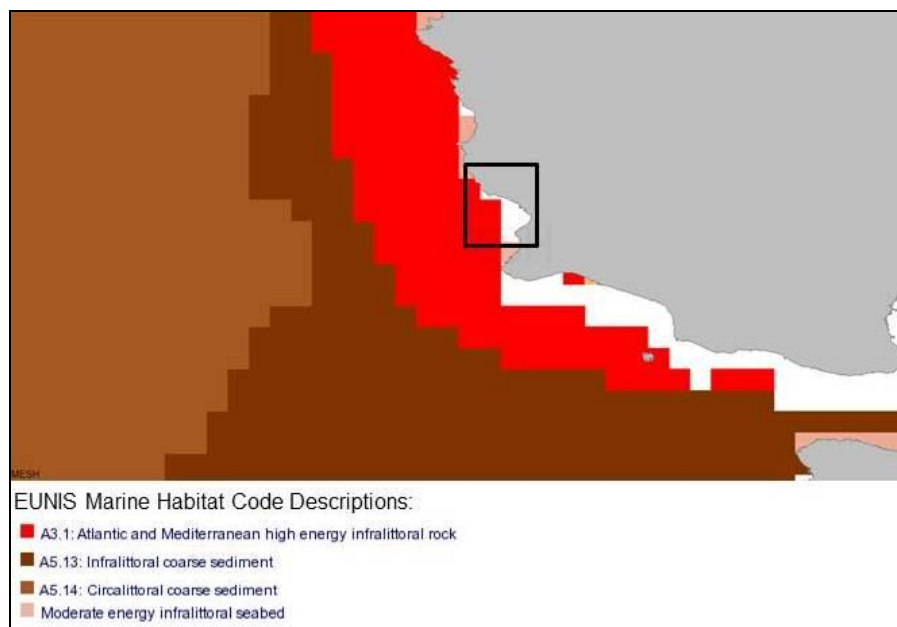 MESH
EUNIS Marine Habitat Code Descriptions:
A3.1: Atlantic and Mediterranean high energy infralittoral rock
A5.13: Infralittoral coarse sediment
A5.14: Circalittoral coarse sediment
Moderate energy infralittoral seabed